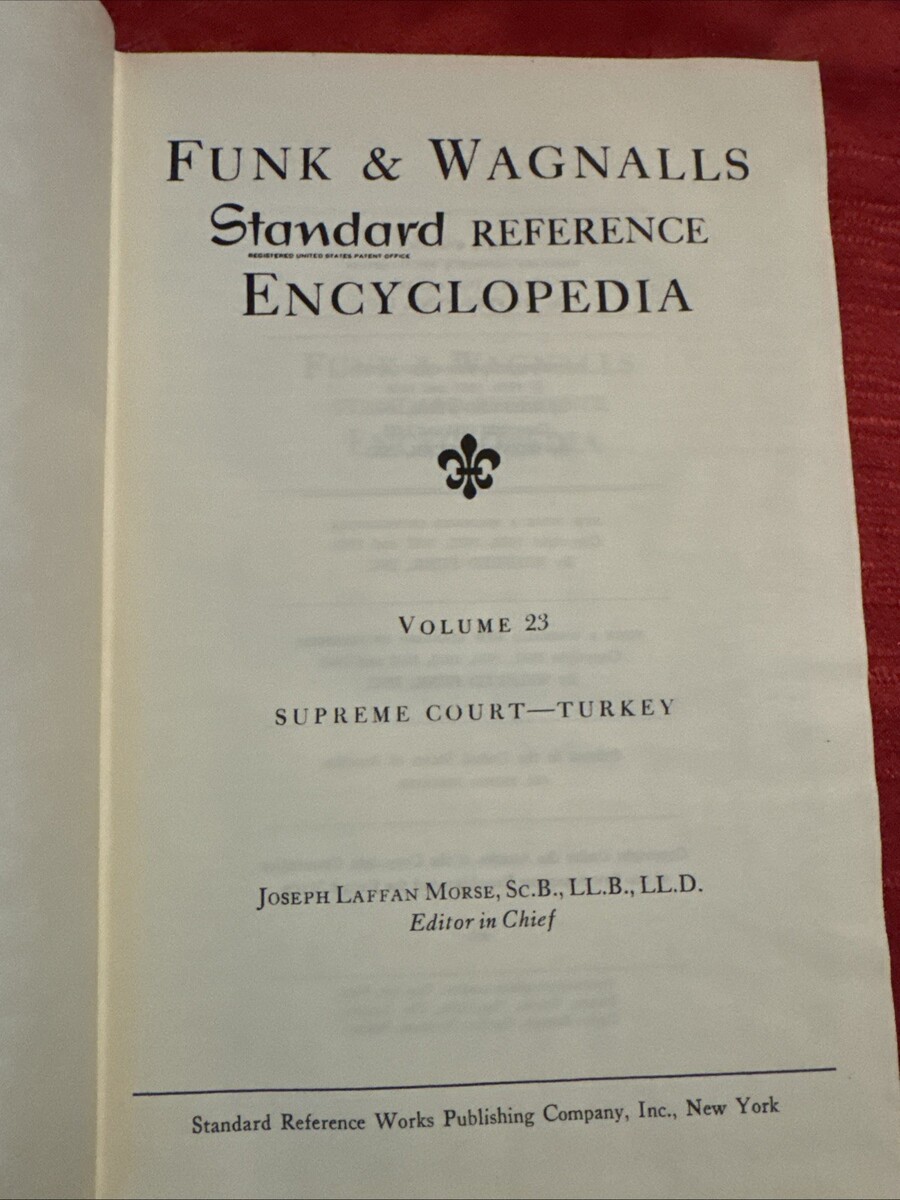 FUNK & WAGNALLS
Standard REFERENCE
REGISTERED UNITED STATES PATENT OFFICE
ENCYCLOPEDIA
VOLUME 23
SUPREME COURT—TURKEY
JOSEPH LAFFAN MORSE, SC.B., LL.B., LL.D.
Editor in Chief
Standard Reference Works Publishing Company, Inc., New York